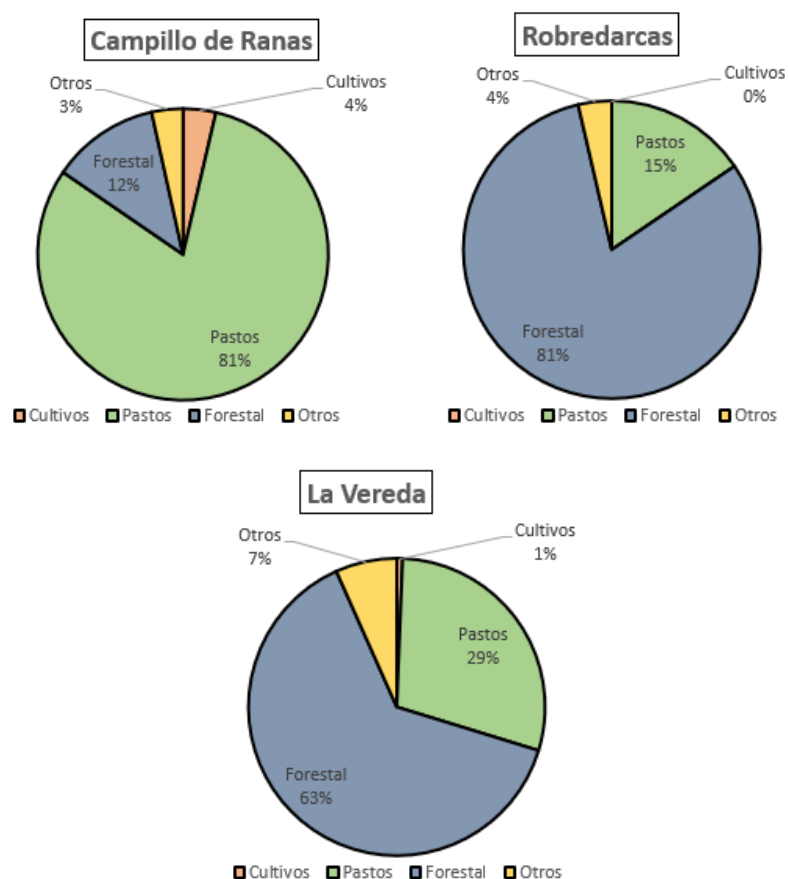 Campillo de Ranas
Otros
3%
Cultivos
4%
Forestal
12%
Pastos
81%
Cultivos Pastos Forestal Otros
Robredarcas
Otros
4%
Cultivos
0%
Pastos
15%
Forestal
81%
Cultivos Pastos Forestal Otros
La Vereda
Otros
7%
Cultivos
1%
Pastos
29%
Forestal
63%
Cultivos Pastos Forestal Otros